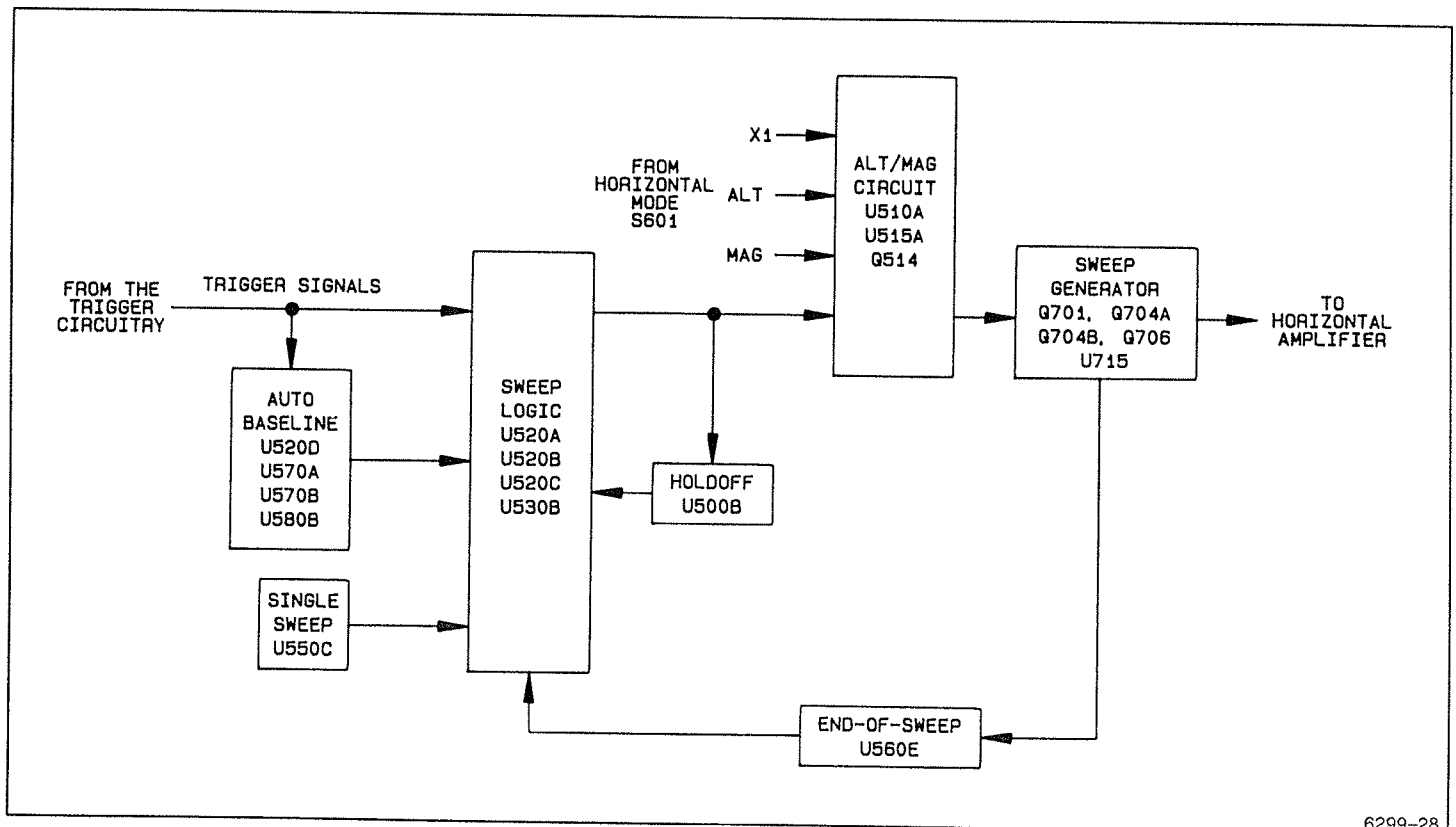 X1
FROM
HORIZONTAL
MODE
S601
ALT
MAG
ALT/MAG
CIRCUIT
U510A
U515A
Q514
FROM THE
TRIGGER
CIRCUITRY
TRIGGER SIGNALS
AUTO
BASELINE
U520D
U570A
U570B
U580B
SINGLE
SWEEP
U550C
SWEEP
LOGIC
U520A
U520B
U520C
U530B
HOLDOFF
U500B
SWEEP
GENERATOR
Q701, Q704A
Q704B, Q706
U715
TO
HORIZONTAL
AMPLIFIER
END-OF-SWEEP
U560E
6299-28